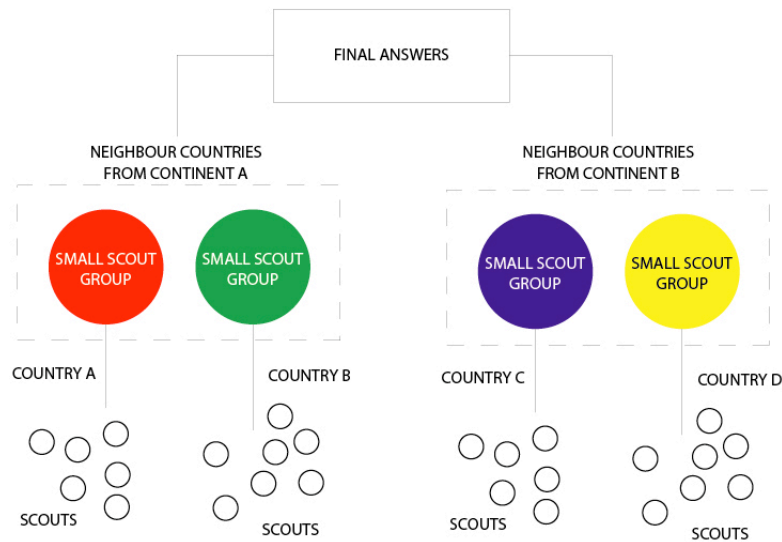 FINAL ANSWERS
NEIGHBOUR COUNTRIES
FROM CONTINENT A
NEIGHBOUR COUNTRIES
FROM CONTINENT B
SMALL SCOUT
GROUP
SMALL SCOUT
GROUP
SMALL SCOUT
GROUP
SMALL SCOUT
GROUP
COUNTRY A
COUNTRY B
COUNTRY C
COUNTRY D
SCOUTS
SCOUTS
SCOUTS
SCOUTS